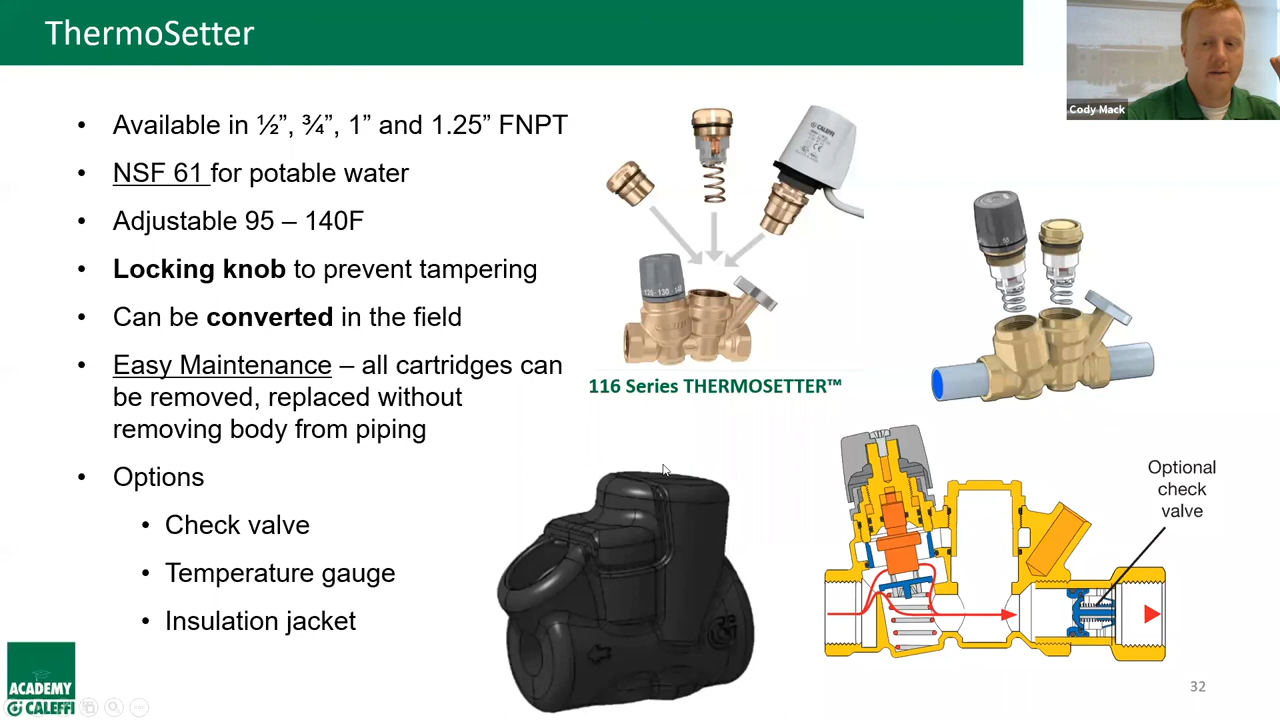 ThermoSetter
Cody Mack
• Available in ½”, ¾”, 1” and 1.25” FNPT
• NSF 61 for potable water
• Adjustable 95 – 140F
• Locking knob to prevent tampering
• Can be converted in the field
• Easy Maintenance – all cartridges can
be removed, replaced without
removing body from piping
• Options
• Check valve
• Temperature gauge
• Insulation jacket
CALEFFI
116 Series THERMOSETTER™
Optional
check
valve
ACADEMY
CALEFFI
32